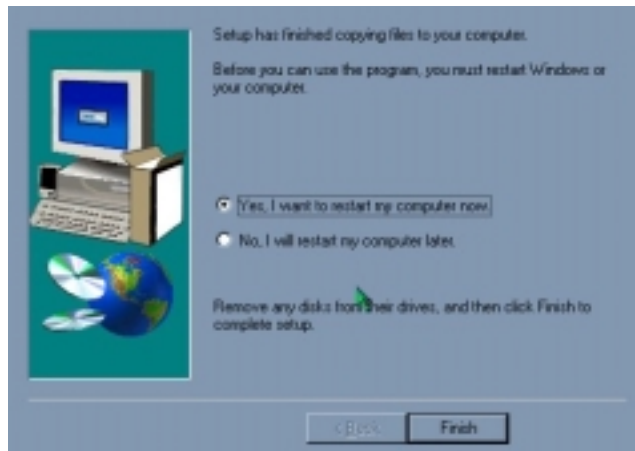 Setup has finished copying files to your computer.
Before you can use the program, you must restart Windows or
your computer.
Yes, I want to restart my computer now.
No, I will restart my computer later.
Remove any disks from their drives, and then click Finish to
complete setup.
< Back
Finish